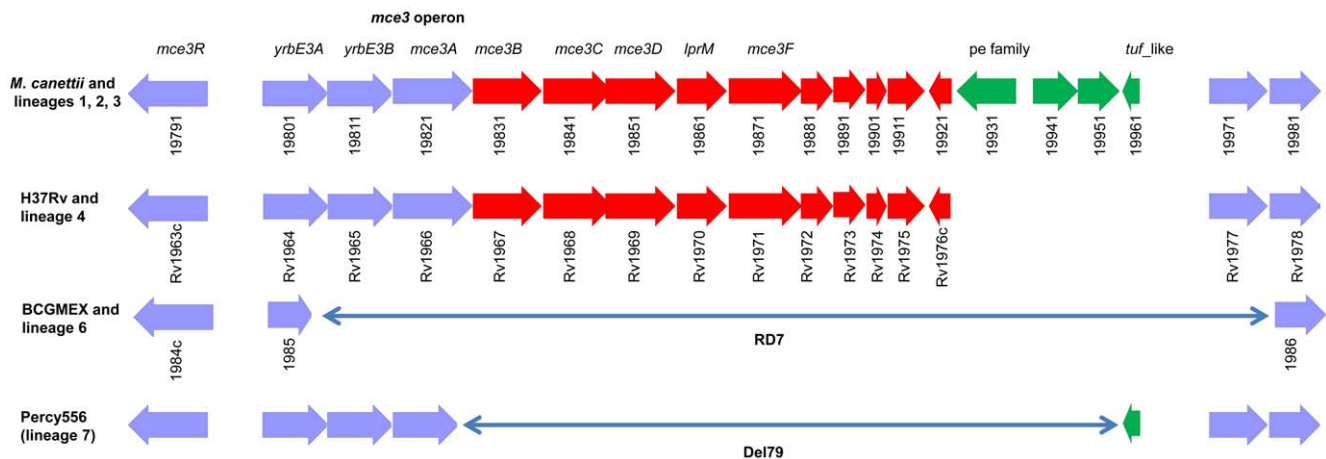 mce3 operon
mce3R yrbE3A yrbE3B mce3A mce3B mce3C mce3D lprM mce3F pe family tuf_like
M. canettii and
lineages 1, 2, 3
19791 19801 19811 19821 19831 19841 19851 19861 19871 19881 19891 19901 19911 19921 19931 19941 19951 19961 19971 19981
H37Rv and
lineage 4
Rv1963c Rv1964 Rv1965 Rv1966 Rv1967 Rv1968 Rv1969 Rv1970 Rv1971 Rv1972 Rv1973 Rv1974 Rv1975 Rv1976c Rv1977 Rv1978
BCGMEX and
lineage 6
RD7
1984c 1985 1986
Percy556
(lineage 7)
Del79